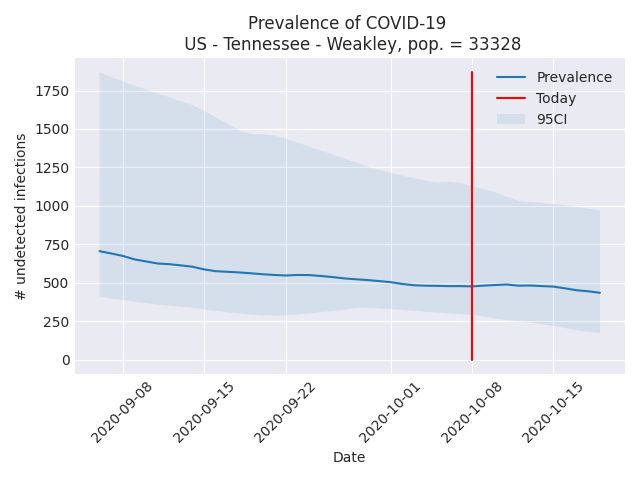 Prevalence of COVID-19
US - Tennessee - Weakley, pop. = 33328
Prevalence
Today
95CI
# undetected infections
1750
1500
1250
1000
750
500
250
0
2020-09-08
2020-09-15
2020-09-22
2020-10-01
2020-10-08
2020-10-15
Date